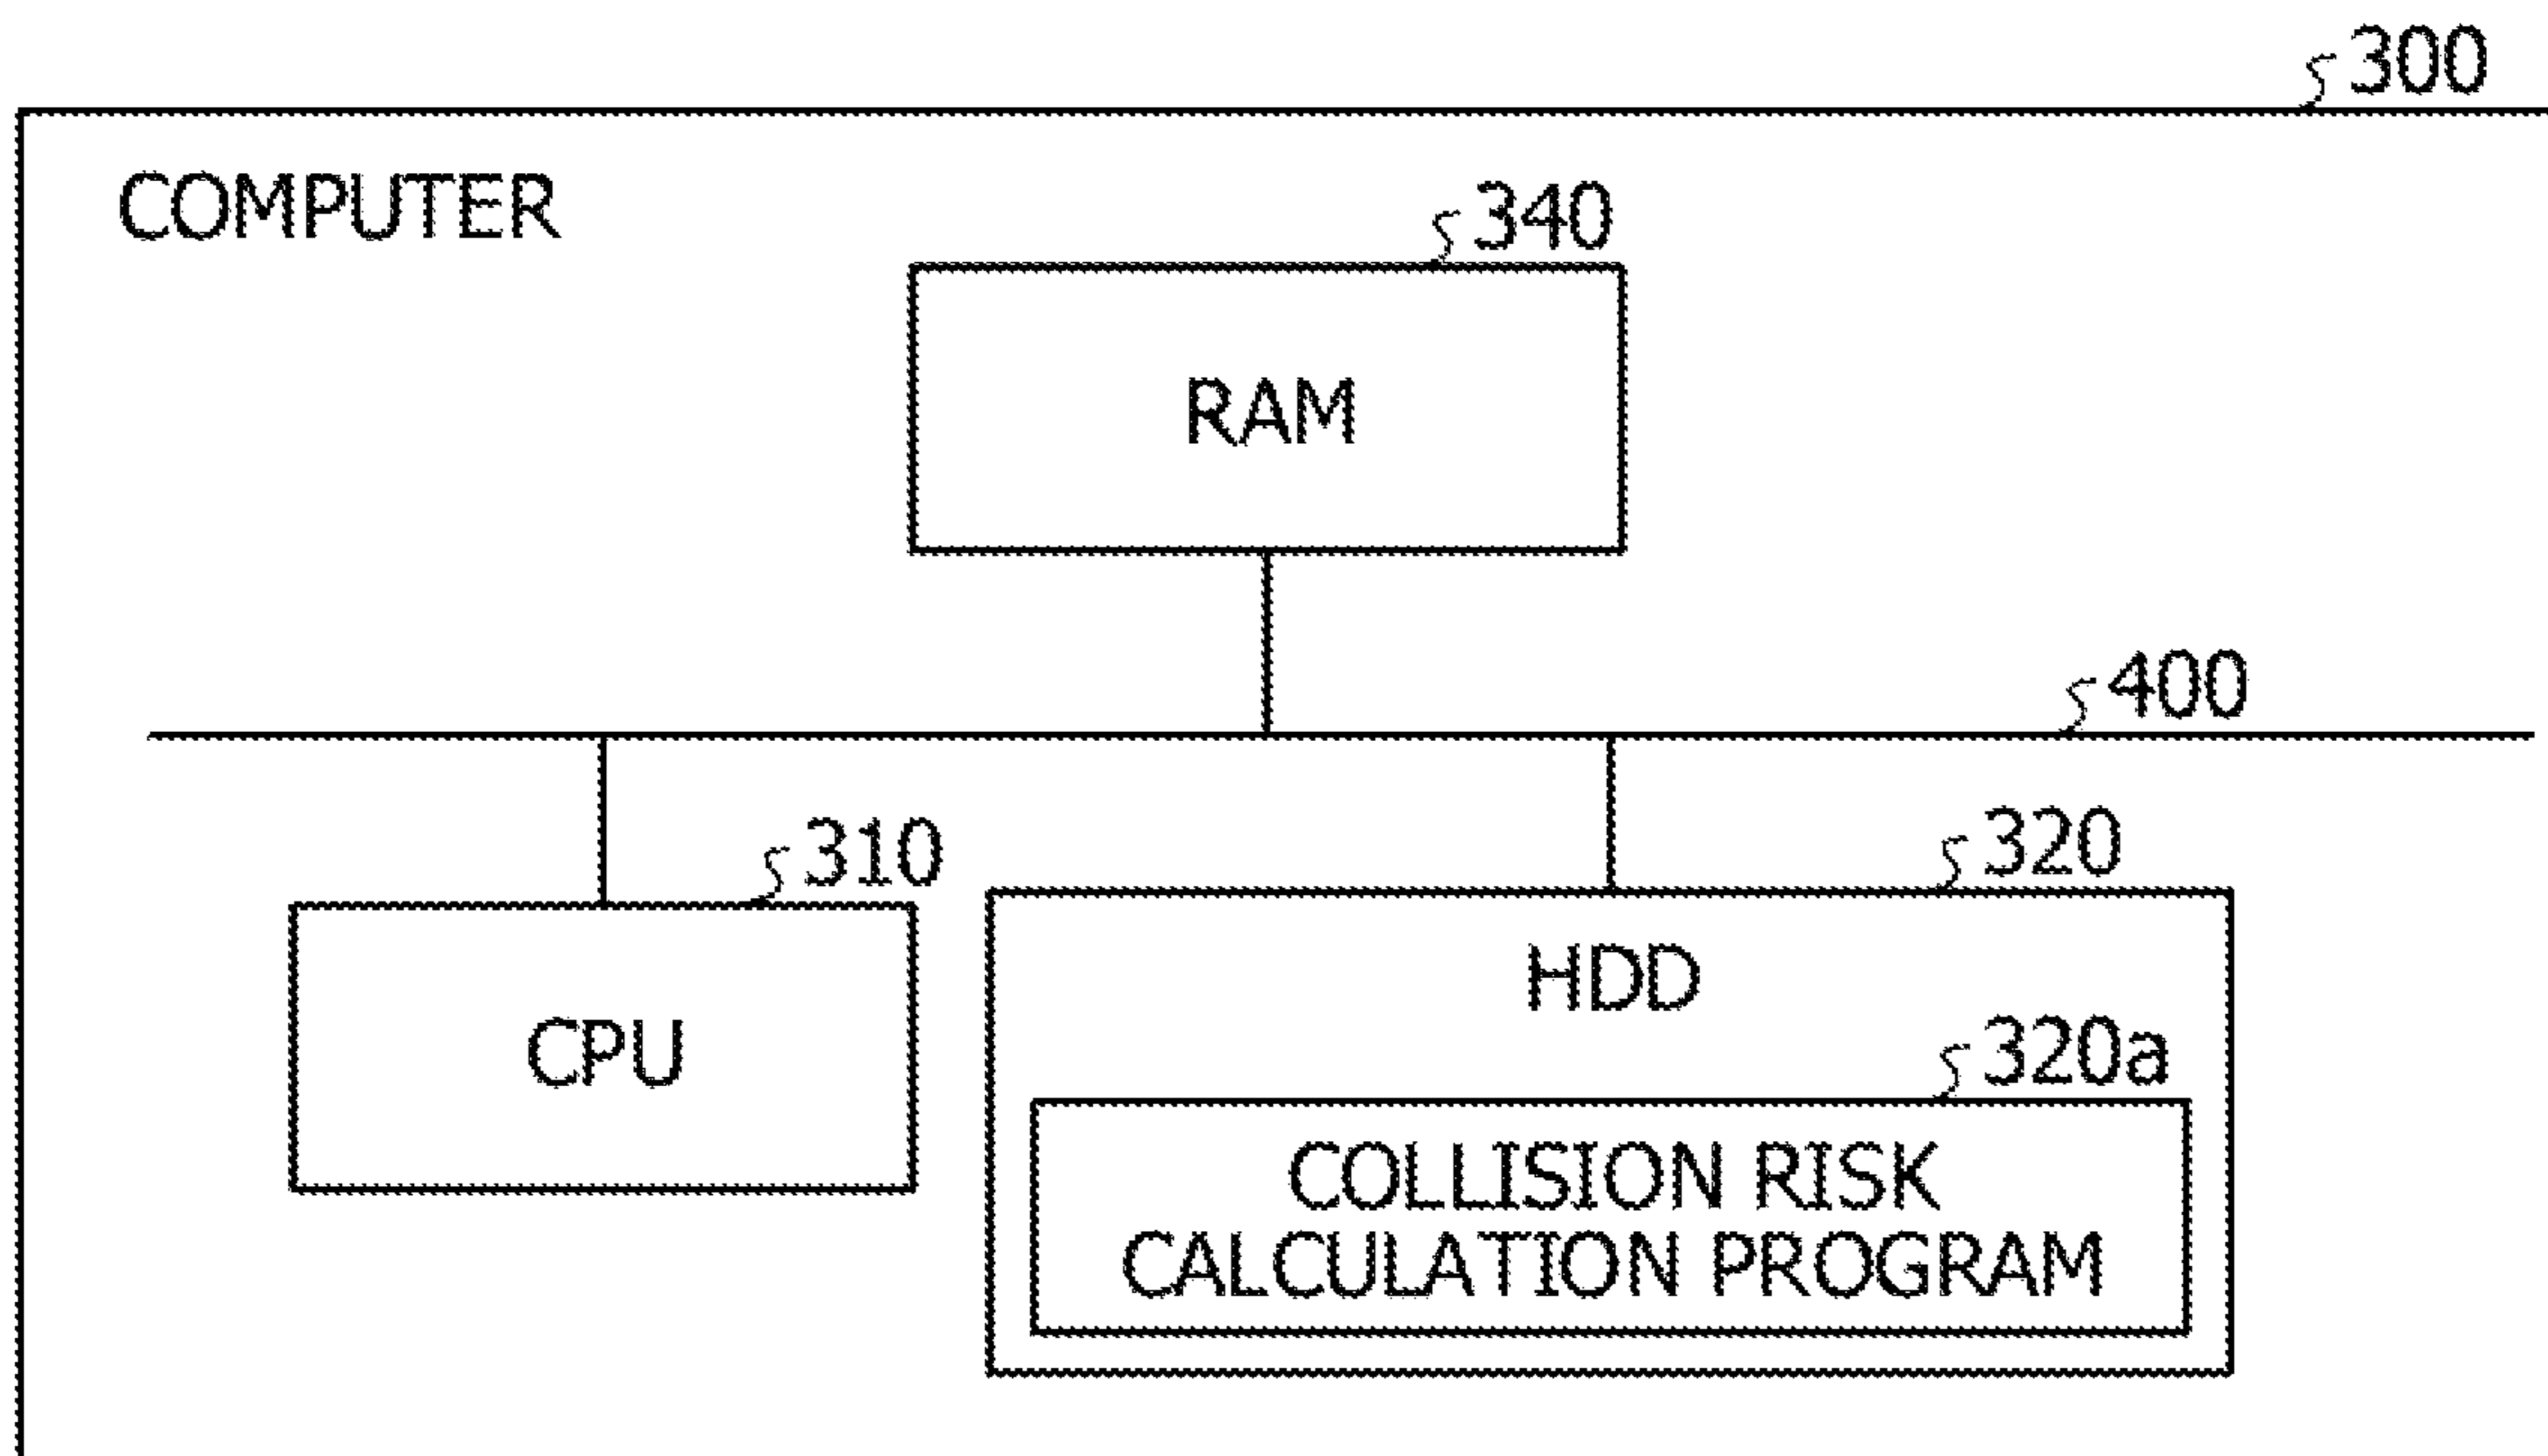 300
COMPUTER
340
RAM
400
310
320
CPU
HDD
320a
COLLISION RISK
CALCULATION PROGRAM